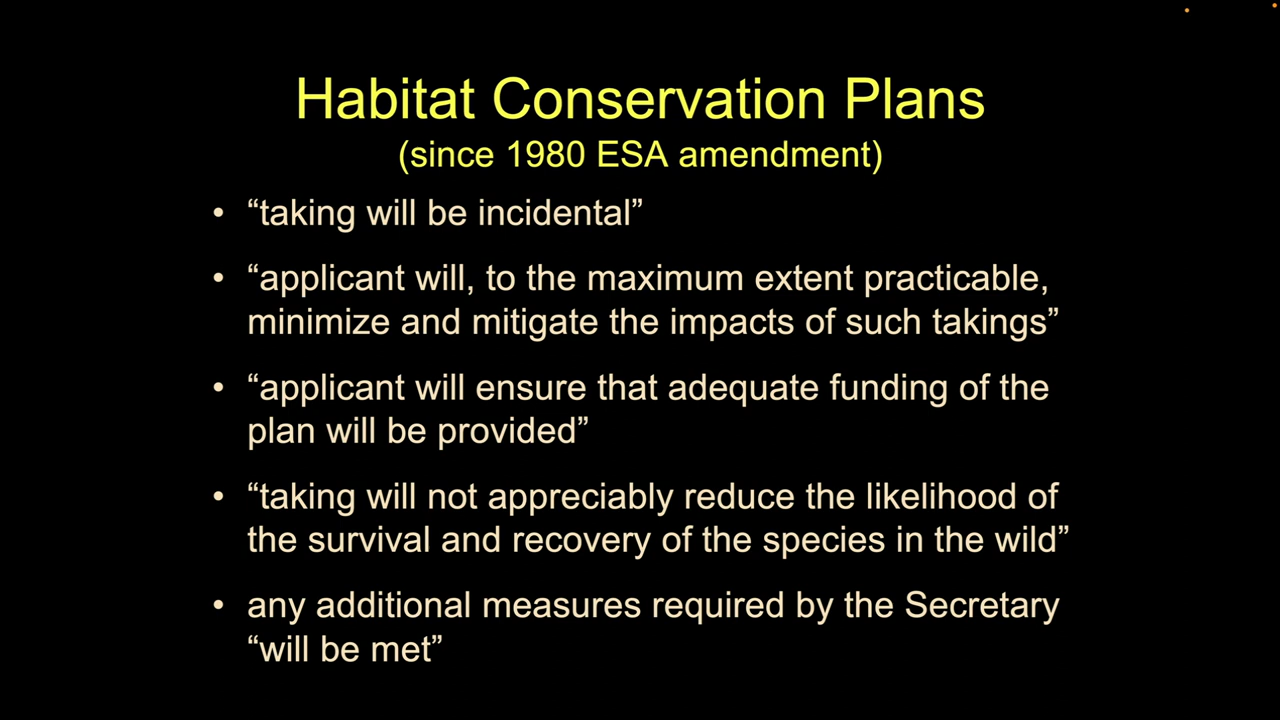 Habitat Conservation Plans
(since 1980 ESA amendment)
• “taking will be incidental”
• “applicant will, to the maximum extent practicable,
minimize and mitigate the impacts of such takings”
• “applicant will ensure that adequate funding of the
plan will be provided”
• “taking will not appreciably reduce the likelihood of
the survival and recovery of the species in the wild”
• any additional measures required by the Secretary
“will be met”